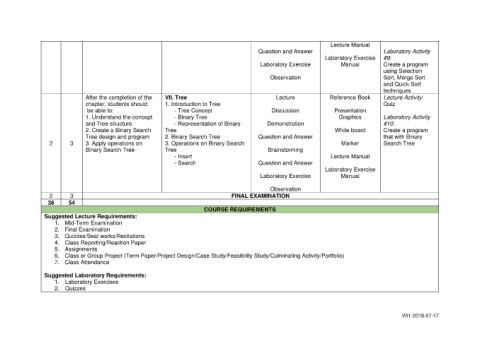 Lecture Manual
Question and Answer
Laboratory Exercise
Observation
Laboratory Exercise
Manual
Laboratory Activity
#9:
Create a program
using Selection
Sort, Merge Sort
and Quick Sort
techniques
2
3
After the completion of the
chapter, students should
be able to:
1. Understand the concept
and Tree structure
2. Create a Binary Search
Tree design and program
3. Apply operations on
Binary Search Tree
VII. Tree
1. Introduction to Tree
- Tree Concept
- Binary Tree
- Representation of Binary
Tree
2. Binary Search Tree
3. Operations on Binary Search
Tree
- Insert
- Search
Lecture
Discussion
Demonstration
Question and Answer
Brainstorming
Question and Answer
Laboratory Exercise
Observation
Reference Book
Presentation
Graphics
White board
Marker
Lecture Manual
Laboratory Exercise
Manual
Lecture Activity:
Quiz
Laboratory Activity
#10:
Create a program
that with Binary
Search Tree
2 3 FINAL EXAMINATION
36 54
COURSE REQUIREMENTS
Suggested Lecture Requirements:
1. Mid-Term Examination
2. Final Examination
3. Quizzes/Seat works/Recitations
4. Class Reporting/Reaction Paper
5. Assignments
6. Class or Group Project (Term Paper/Project Design/Case Study/Feasibility Study/Culminating Activity/Portfolio)
7. Class Attendance
Suggested Laboratory Requirements:
1. Laboratory Exercises
2. Quizzes
V01-2018-07-17